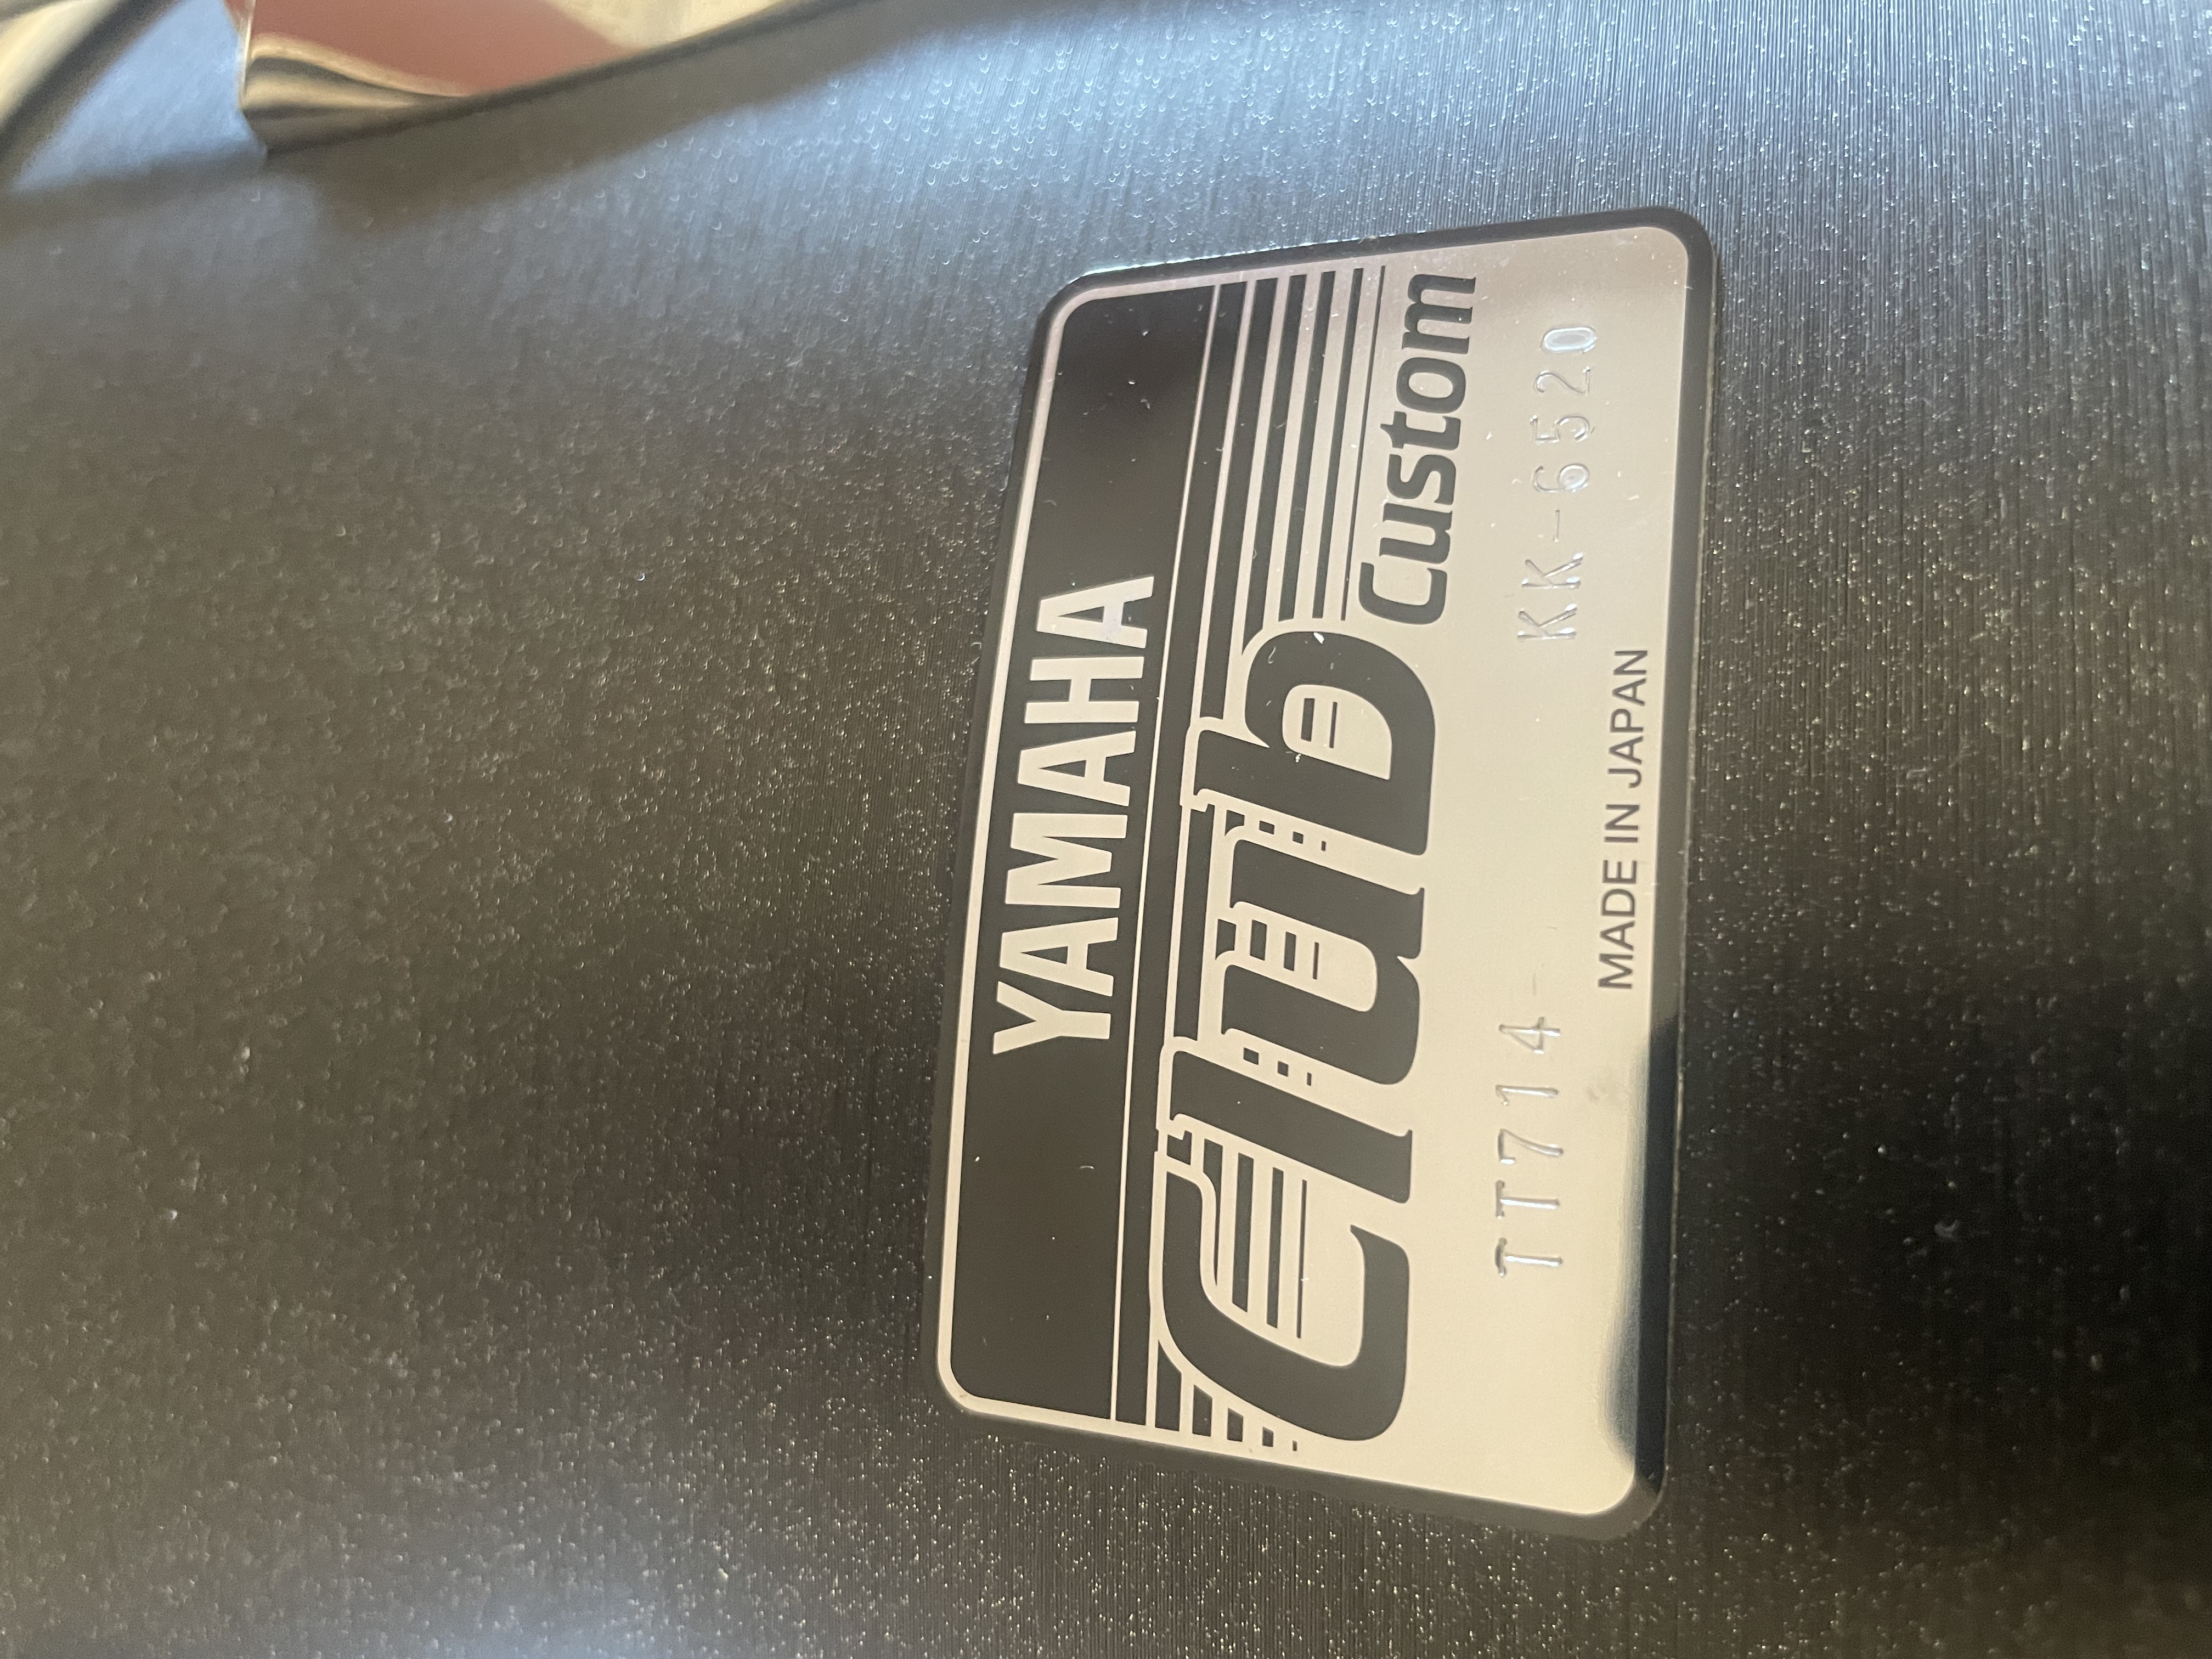 YAMAHA
Club Custom
TT714- KK-6520
MADE IN JAPAN